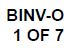 BINV-O
1 OF 7